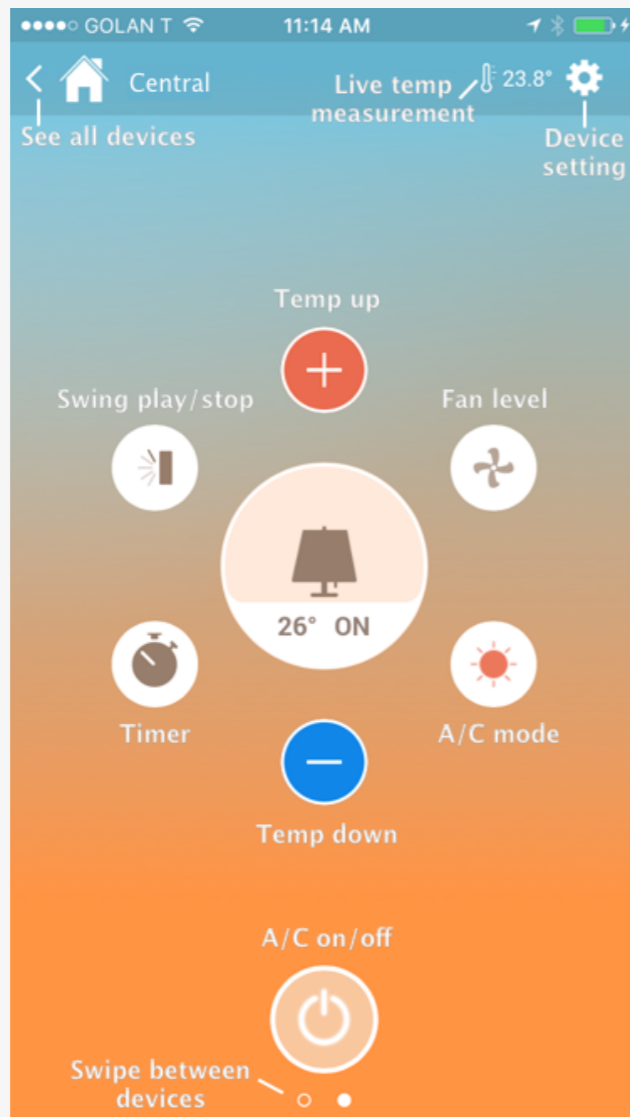 GOLAN T 11:14 AM
Central
Live temp 23.8°
measurement
See all devices
Device
setting
Temp up
Swing play/stop
Fan level
26° ON
Timer
A/C mode
Temp down
A/C on/off
Swipe between
devices